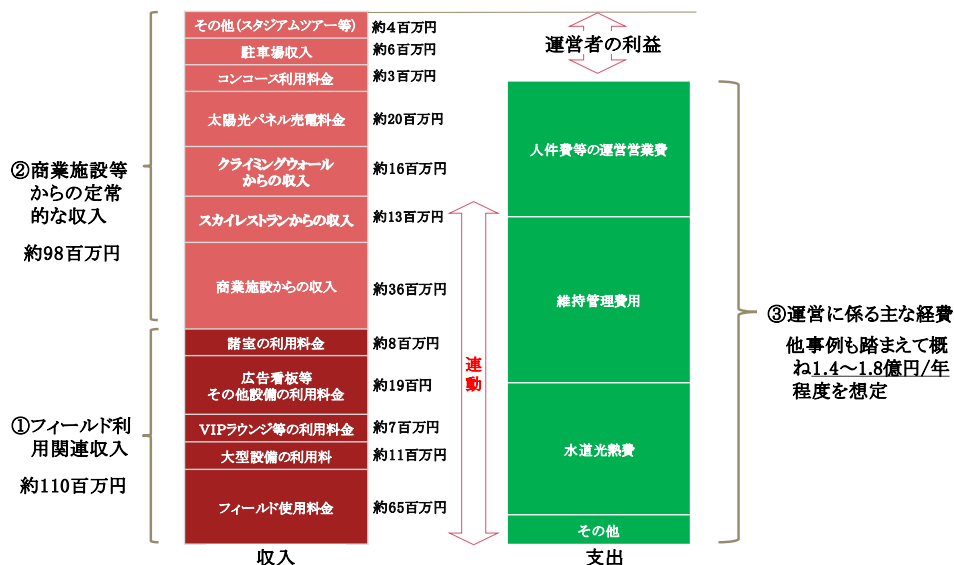 ②商業施設等
からの定常
的な収入
約98百万円
①フィールド利
用関連収入
約110百万円
その他(スタジアムツアー等)
約4百万円
駐車場収入
約6百万円
コンコース利用料金
約3百万円
太陽光パネル売電料金
約20百万円
クライミングウォール
からの収入
約16百万円
スカイレストランからの収入
約13百万円
商業施設からの収入
約36百万円
諸室の利用料金
約8百万円
広告看板等
その他設備の利用料金
約19百円
VIPラウンジ等の利用料金
約7百万円
大型設備の利用料
約11百万円
フィールド使用料金
約65百万円
収入
連動
運営者の利益
人件費等の運営営業費
維持管理費用
水道光熱費
その他
支出
③運営に係る主な経費
他事例も踏まえて概
ね1.4～1.8億円/年
程度を想定